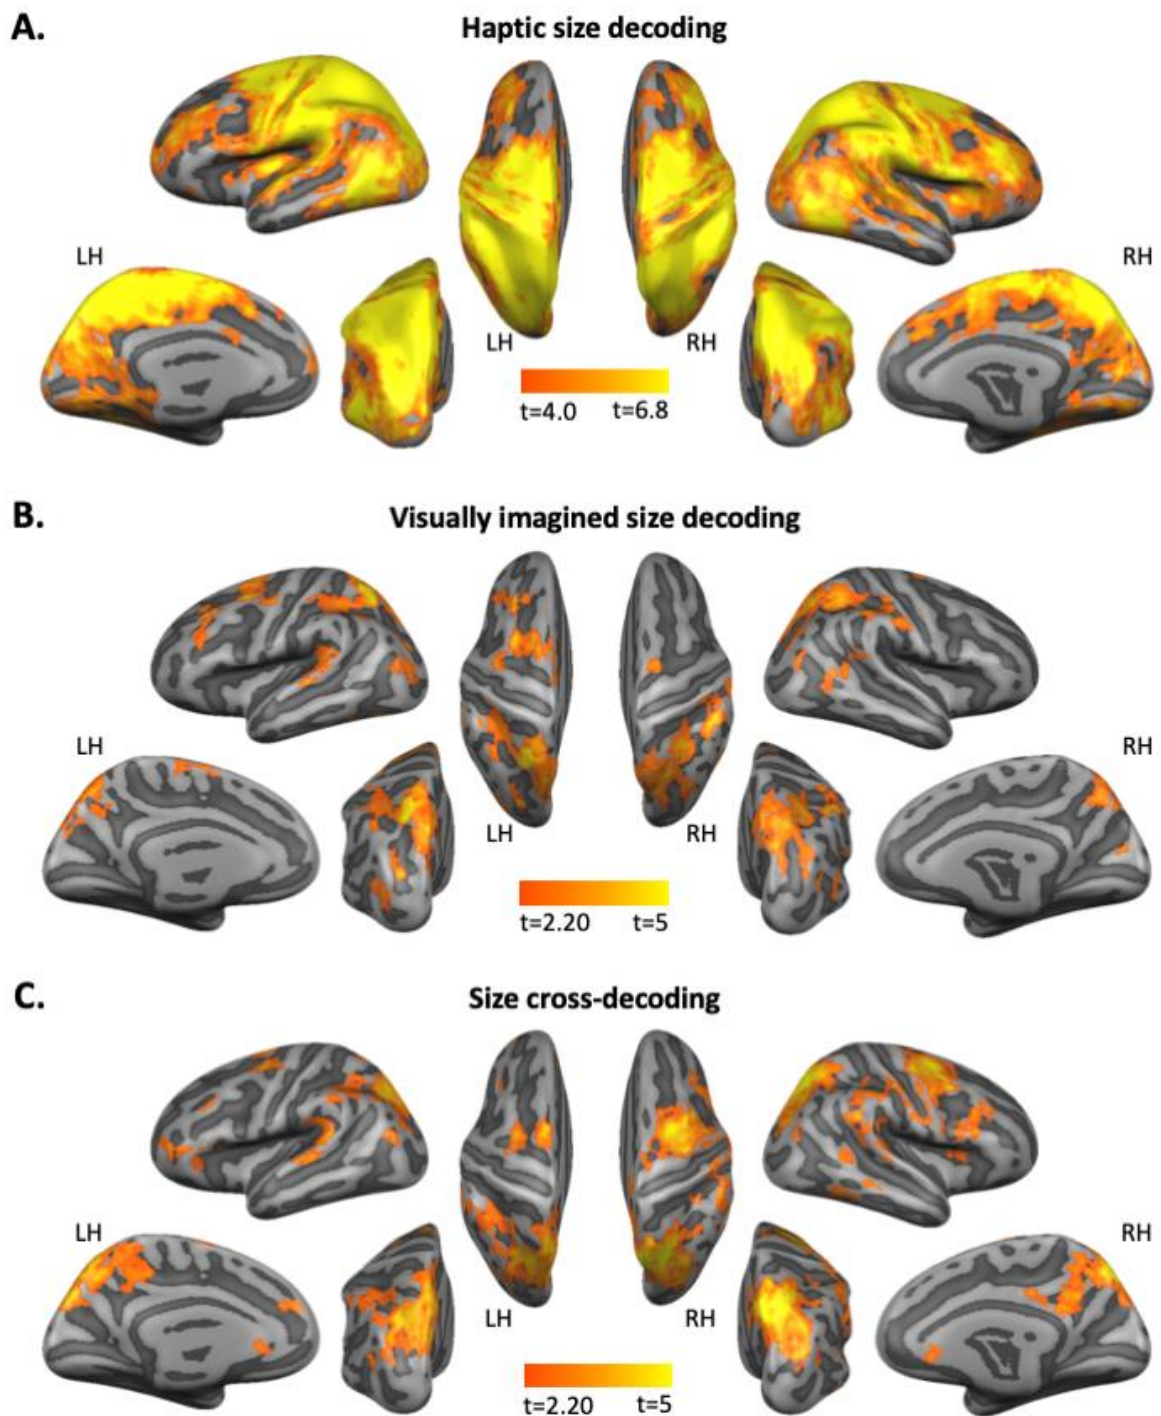 A.
Haptic size decoding
LH
RH
LH
RH
t=4.0 t=6.8
B.
Visually imagined size decoding
LH
RH
LH
RH
t=2.20 t=5
C.
Size cross-decoding
LH
RH
LH
RH
t=2.20 t=5